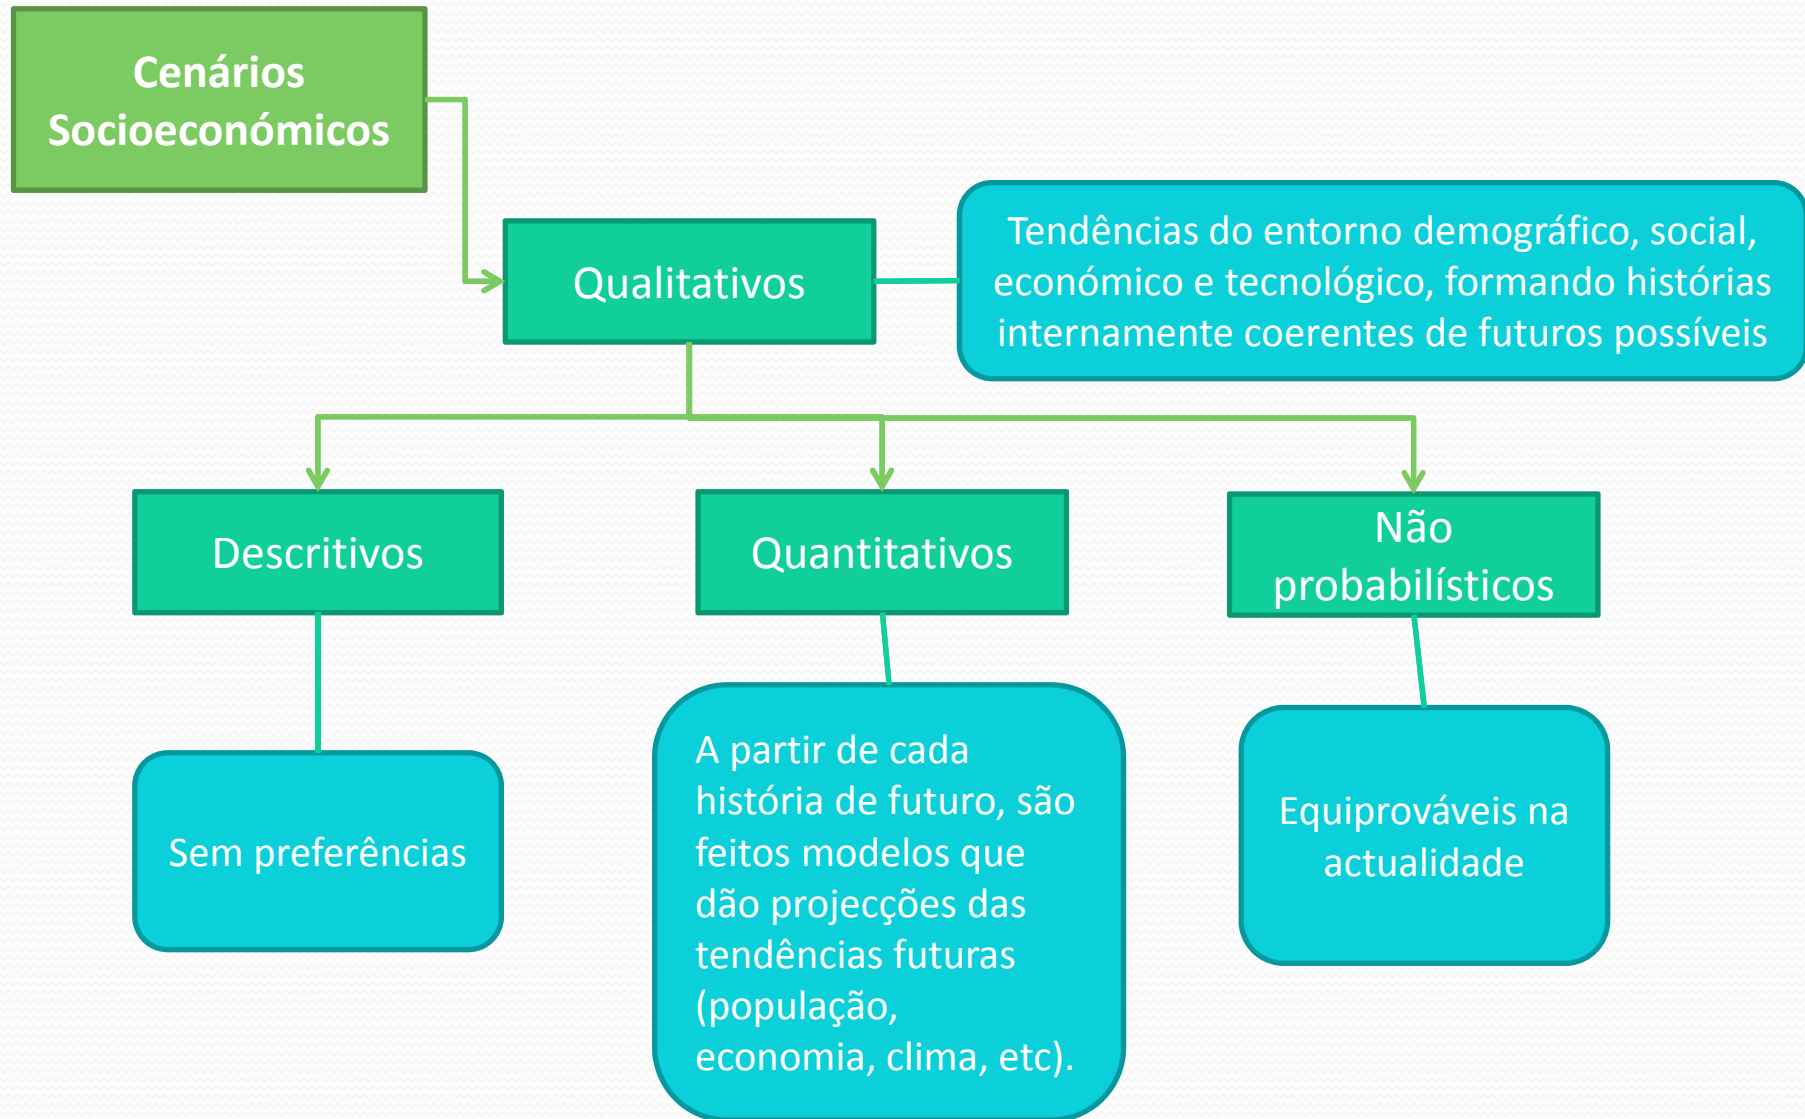 Cenários
Socioeconómicos
Qualitativos
Tendências do entorno demográfico, social,
económico e tecnológico, formando histórias
internamente coerentes de futuros possíveis
Descritivos
Quantitativos
Não
probabilísticos
Sem preferências
A partir de cada
história de futuro, são
feitos modelos que
dão projecções das
tendências futuras
(população,
economia, clima, etc).
Equiprováveis na
actualidade